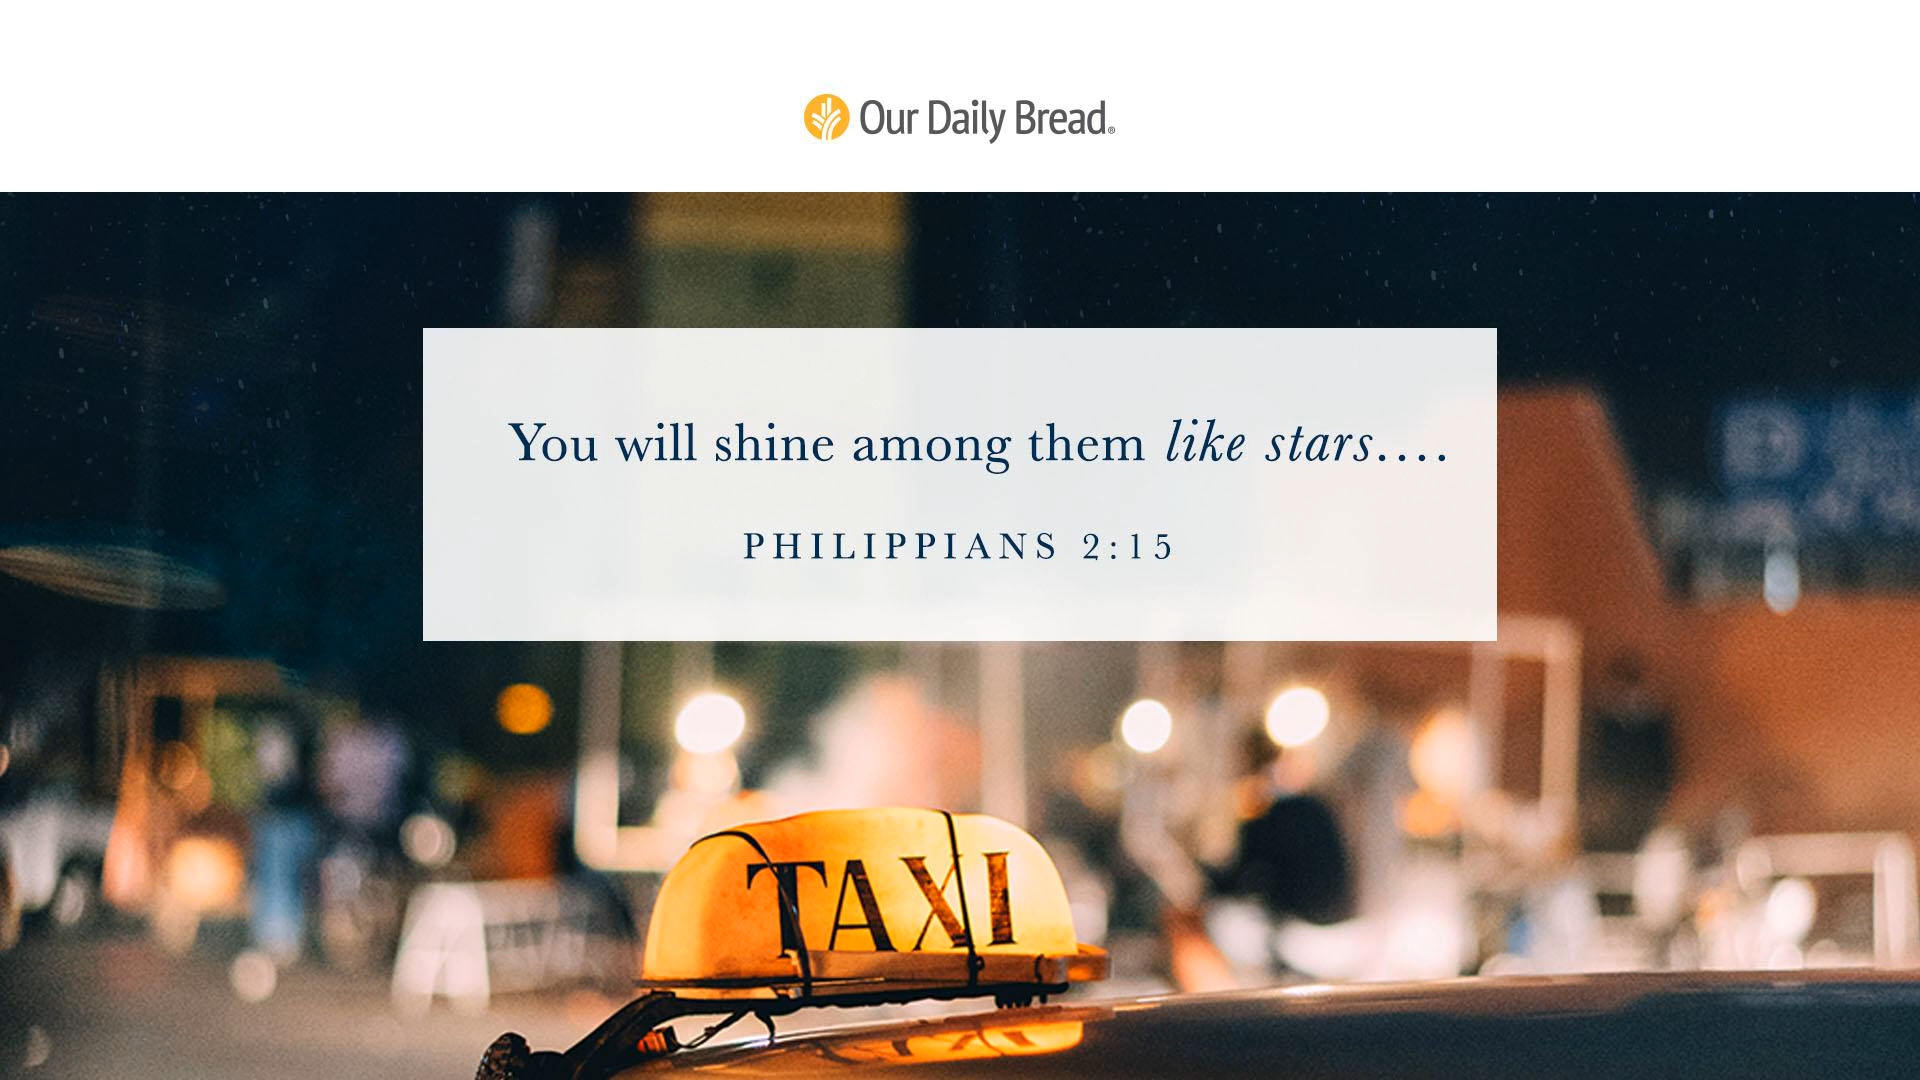 Our Daily Bread®
You will shine among them like stars....
PHILIPPIANS 2:15
TAXI